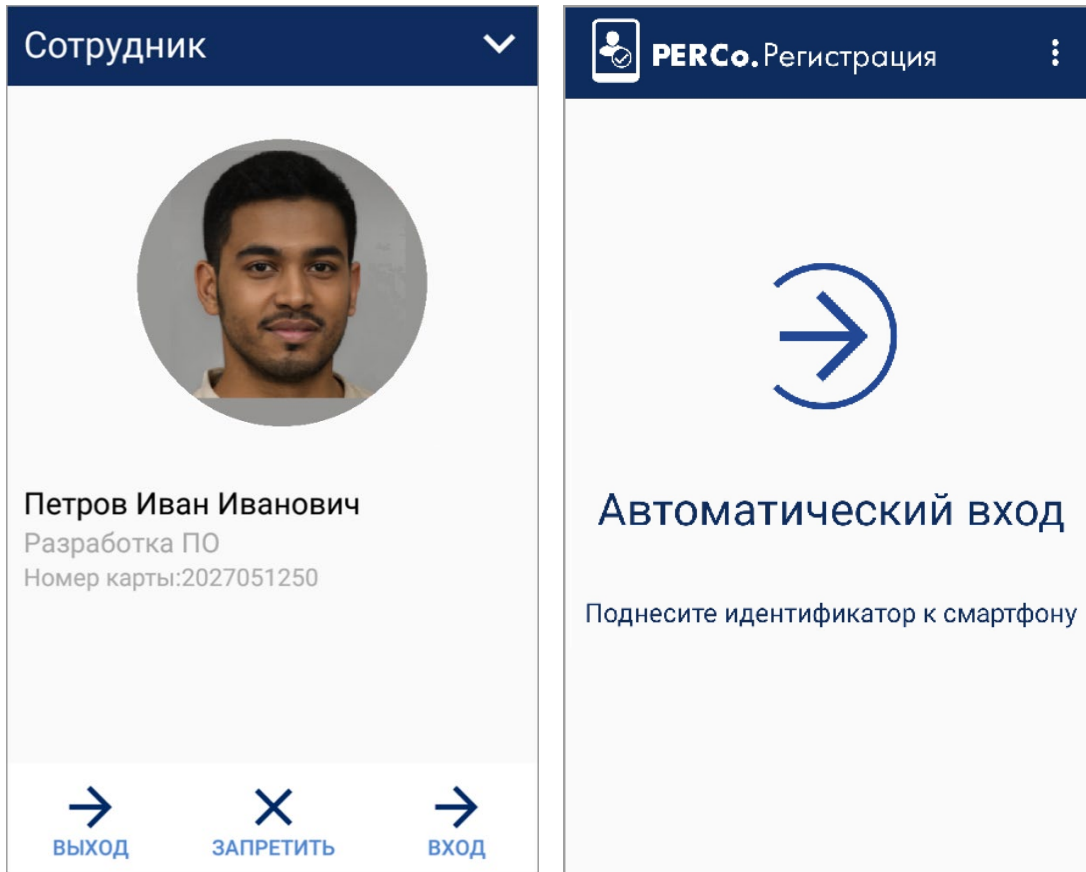 Сотрудник
Петров Иван Иванович
Разработка ПО
Номер карты:2027051250
ВЫХОД
ЗАПРЕТИТЬ
ВХОД
PERCo.Регистрация
Автоматический вход
Поднесите идентификатор к смартфону